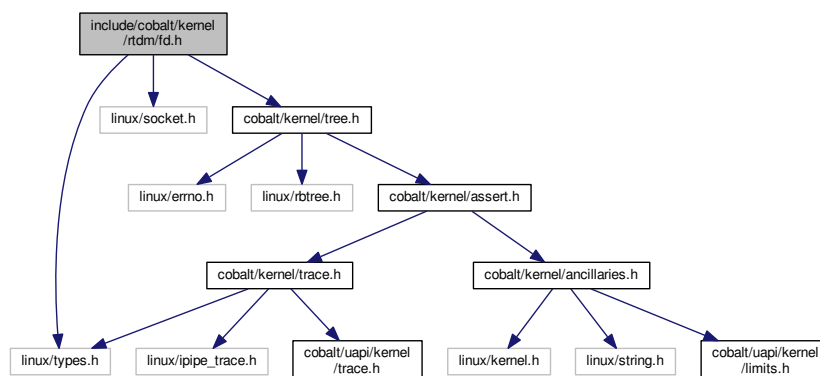 include/cobalt/kernel
/rtdm/fd.h
linux/socket.h
cobalt/kernel/tree.h
linux/errno.h
linux/rbtree.h
cobalt/kernel/assert.h
cobalt/kernel/trace.h
cobalt/kernel/ancillaries.h
linux/types.h
linux/ipipe_trace.h
cobalt/uapi/kernel
/trace.h
linux/kernel.h
linux/string.h
cobalt/uapi/kernel
/limits.h